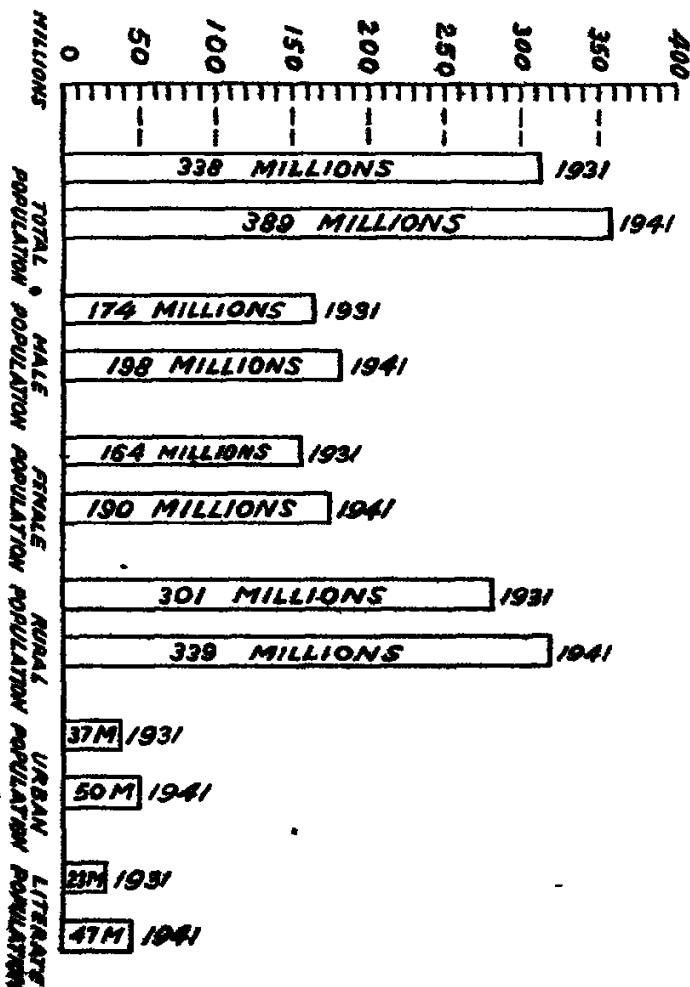 MILLIONS
0 50 100 150 200 250 300 350 400
TOTAL
POPULATION
338 MILLIONS 1931
389 MILLIONS 1941
MALE
POPULATION
174 MILLIONS 1931
198 MILLIONS 1941
FEMALE
POPULATION
164 MILLIONS 1931
190 MILLIONS 1941
RURAL
POPULATION
301 MILLIONS 1931
339 MILLIONS 1941
URBAN
POPULATION
37M 1931
50M 1941
LITERATE
POPULATION
23M 1931
47M 1941